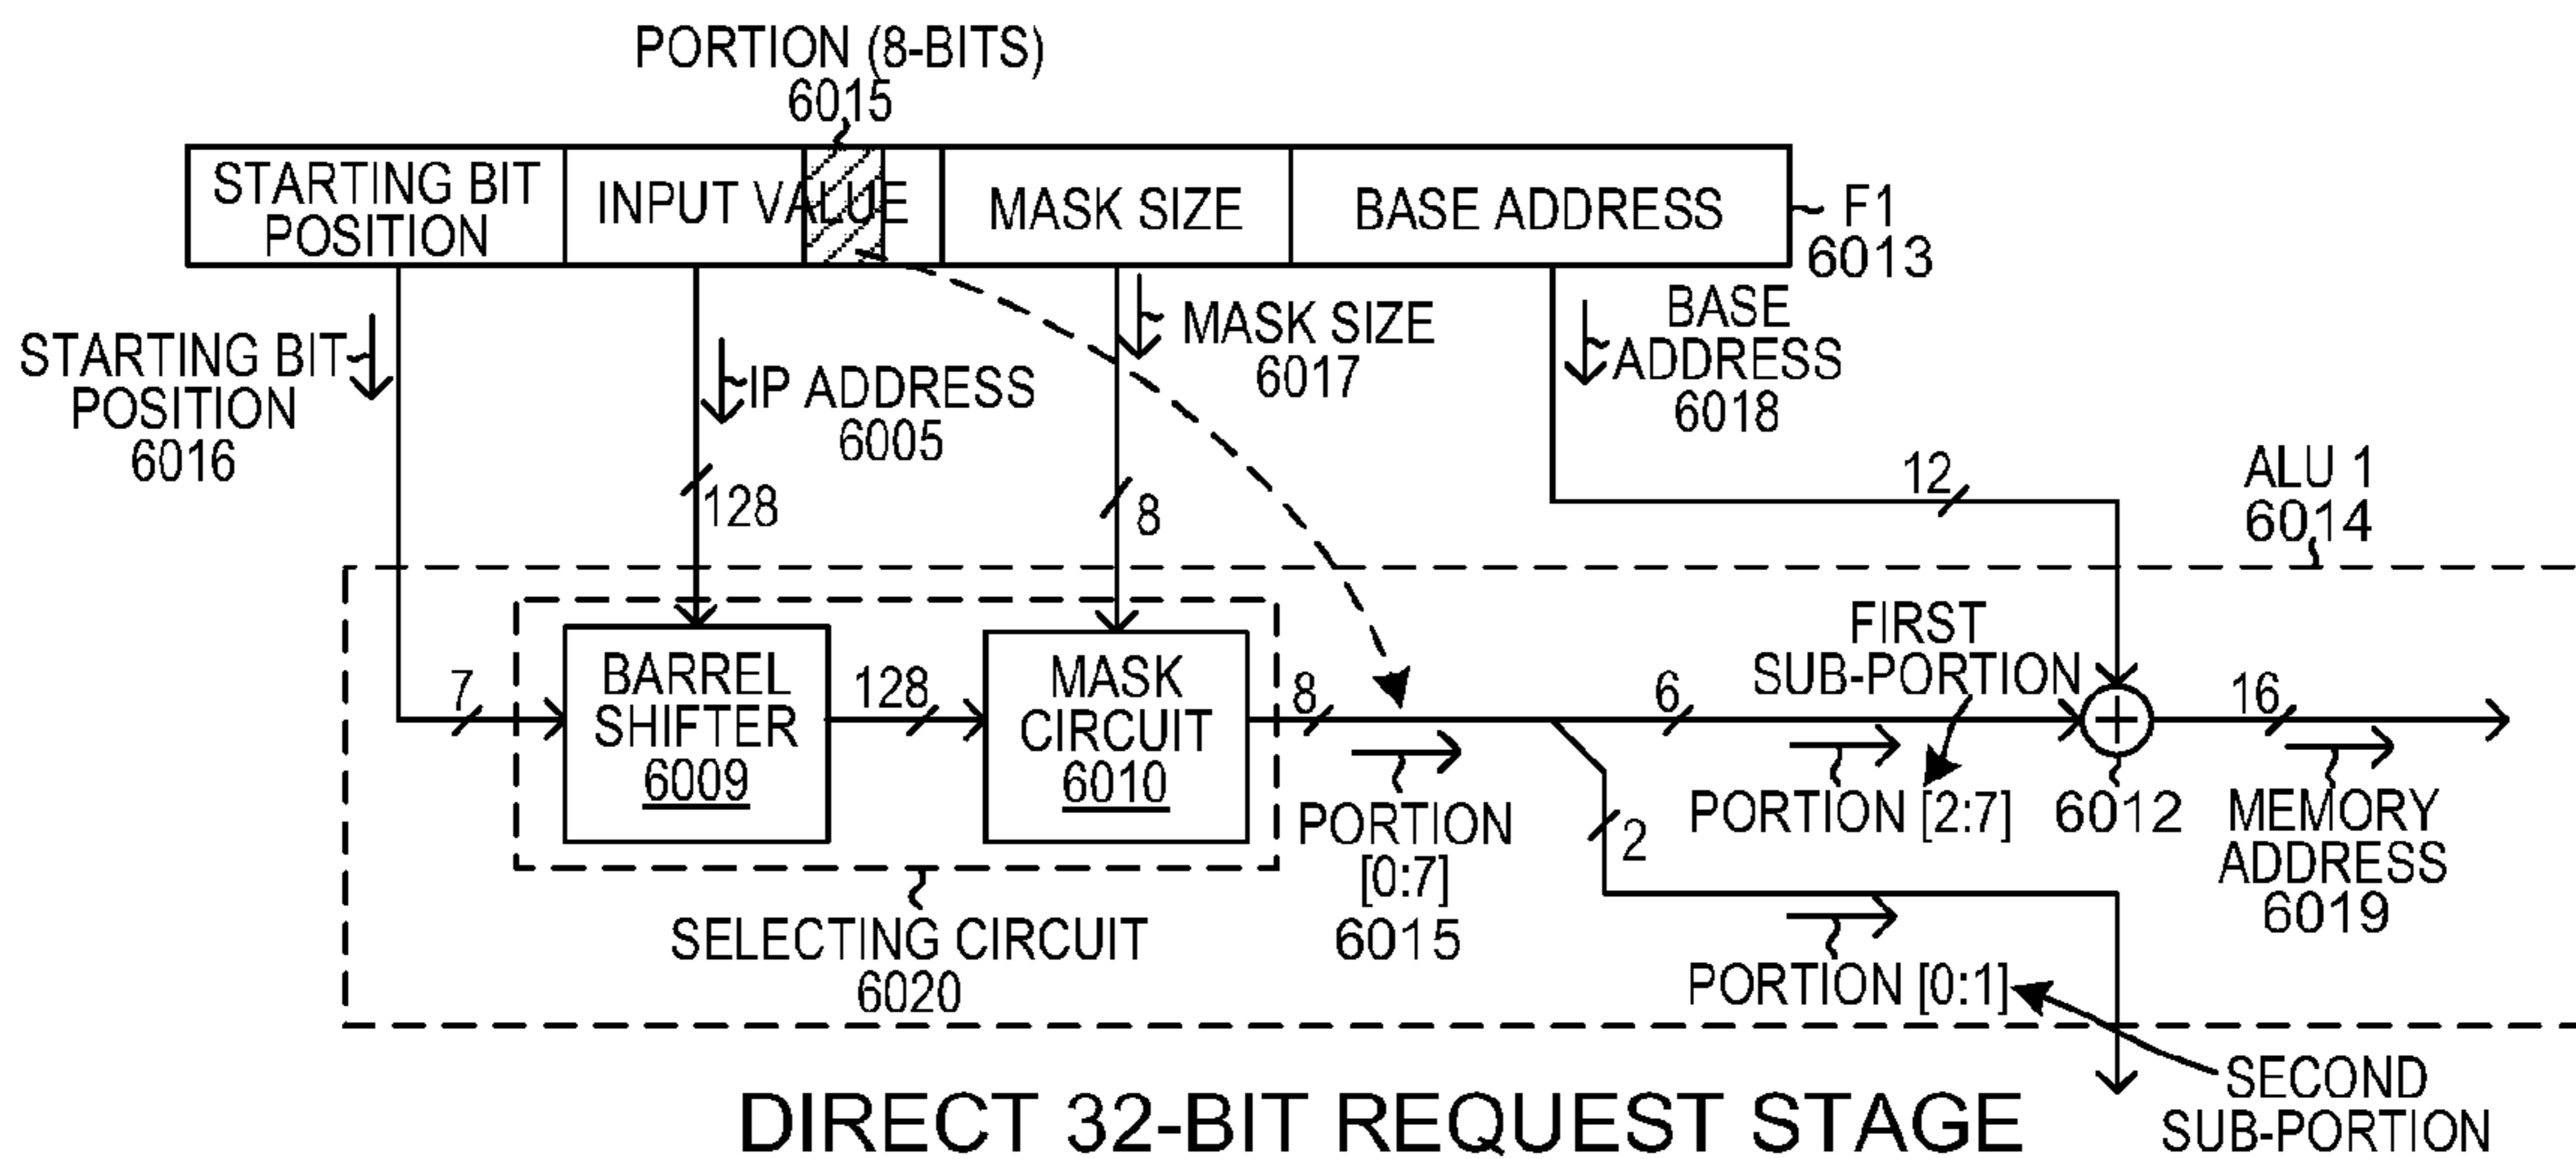 PORTION (8-BITS)
6015
STARTING BIT
POSITION
INPUT VALUE
MASK SIZE
BASE ADDRESS
F1
6013
STARTING BIT
POSITION
6016
IP ADDRESS
6005
MASK SIZE
6017
BASE
ADDRESS
6018
128
8
12
ALU 1
6014
7
BARREL
SHIFTER
6009
128
MASK
CIRCUIT
6010
8
PORTION
[0:7]
6015
6
FIRST
SUB-PORTION
PORTION [2:7]
6012
16
MEMORY
ADDRESS
6019
2
PORTION [0:1]
SELECTING CIRCUIT
6020
SECOND
SUB-PORTION
DIRECT 32-BIT REQUEST STAGE